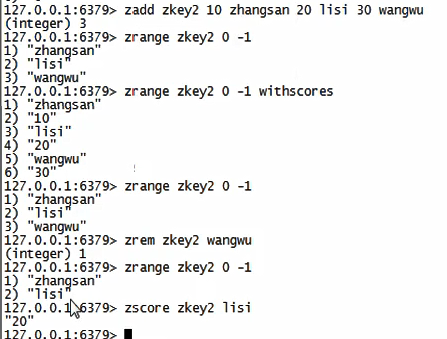 127.0.0.1:6379> zadd zkey2 10 zhangsan 20 lisi 30 wangwu
(integer) 3
127.0.0.1:6379> zrange zkey2 0 -1
1) "zhangsan"
2) "lisi"
3) "wangwu"
127.0.0.1:6379> zrange zkey2 0 -1 withscores
1) "zhangsan"
2) "10"
3) "lisi"
4) "20"
5) "wangwu"
6) "30"
127.0.0.1:6379> zrange zkey2 0 -1
1) "zhangsan"
2) "lisi"
3) "wangwu"
127.0.0.1:6379> zrem zkey2 wangwu
(integer) 1
127.0.0.1:6379> zrange zkey2 0 -1
1) "zhangsan"
2) "lisi"
127.0.0.1:6379> zscore zkey2 lisi
"20"
127.0.0.1:6379>